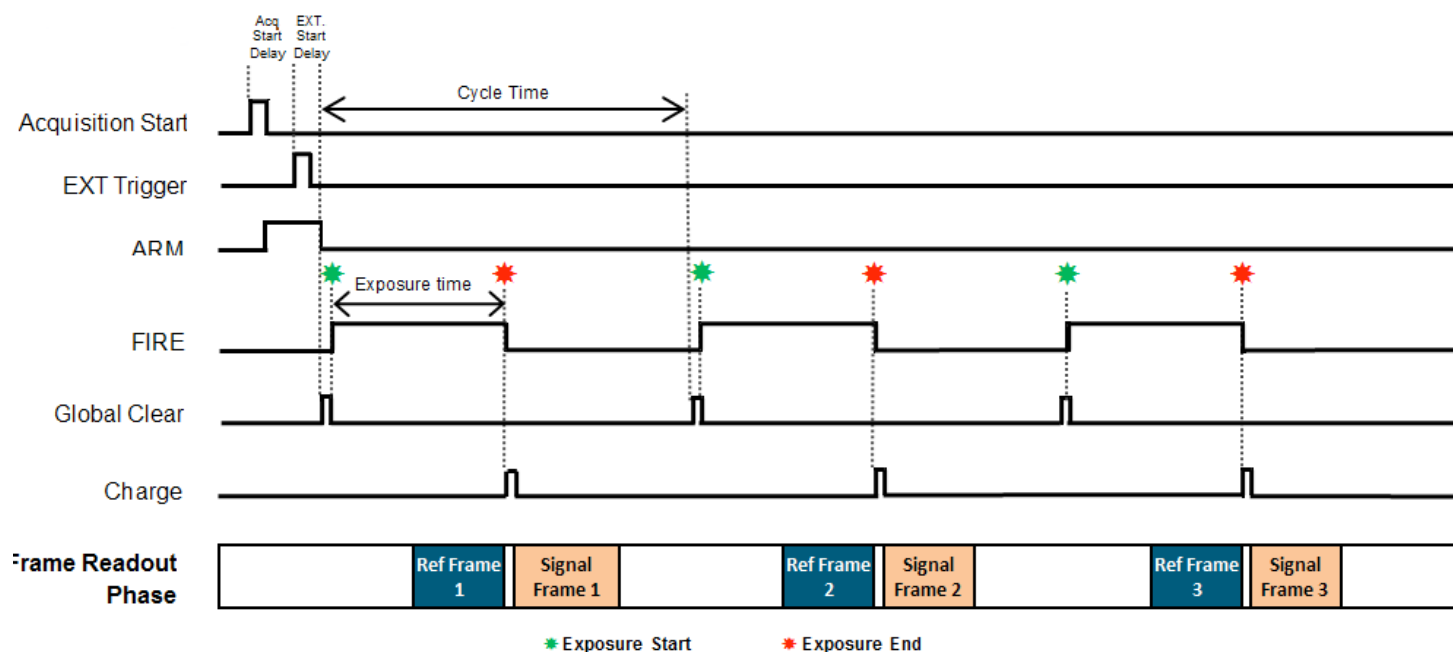 Acq
Start
Delay
EXT.
Start
Delay
Cycle Time
Acquisition Start
EXT Trigger
ARM
Exposure time
FIRE
Global Clear
Charge
Frame Readout
Phase
Ref Frame
1
Signal
Frame 1
Ref Frame
2
Signal
Frame 2
Ref Frame
3
Signal
Frame 3
Exposure Start
Exposure End